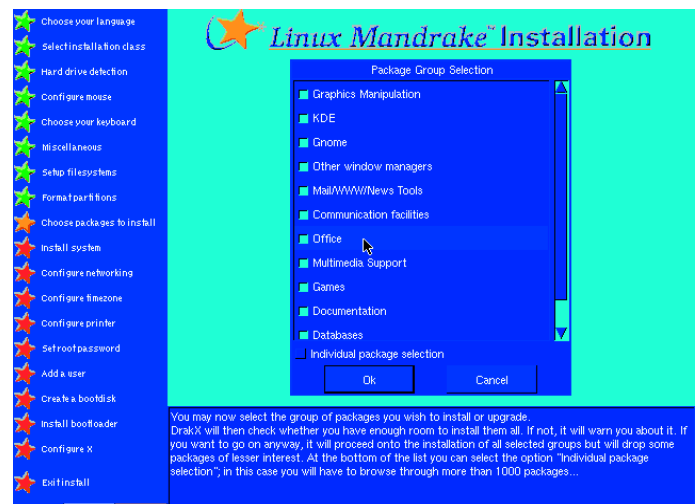 Choose your language
Select installation class
Hard drive detection
Configure mouse
Choose your keyboard
Miscellaneous
Setup filesystems
Format partitions
Choose packages to install
Install system
Configure networking
Configure timezone
Configure printer
Set root password
Add a user
Create a bootdisk
Install bootloader
Configure X
Exit install
Linux Mandrake™ Installation
Package Group Selection
Graphics Manipulation
KDE
Gnome
Other window managers
Mail/WWW/News Tools
Communication facilities
Office
Multimedia Support
Games
Documentation
Databases
Individual package selection
Ok Cancel
You may now select the group of packages you wish to install or upgrade.
DrakX will then check whether you have enough room to install them all. If not, it will warn you about it. If
you want to go on anyway, it will proceed onto the installation of all selected groups but will drop some
packages of lesser interest. At the bottom of the list you can select the option "Individual package
selection"; in this case you will have to browse through more than 1000 packages...